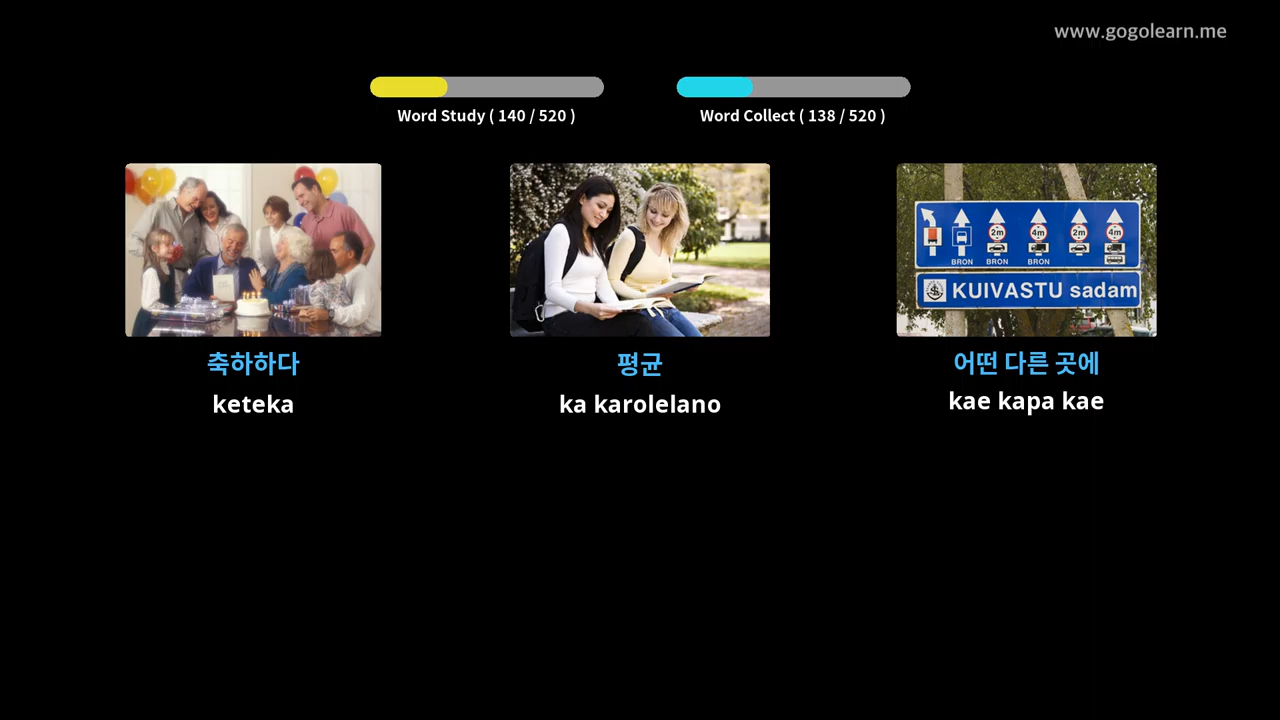 www.gogolearn.me
Word Study ( 140 / 520 )
Word Collect ( 138 / 520 )
2m
4m
2m
4m
BRON
BRON
BRON
KUIVASTU sadam
축하하다
평균
어떤 다른 곳에
keteka
ka karolelano
kae kapa kae